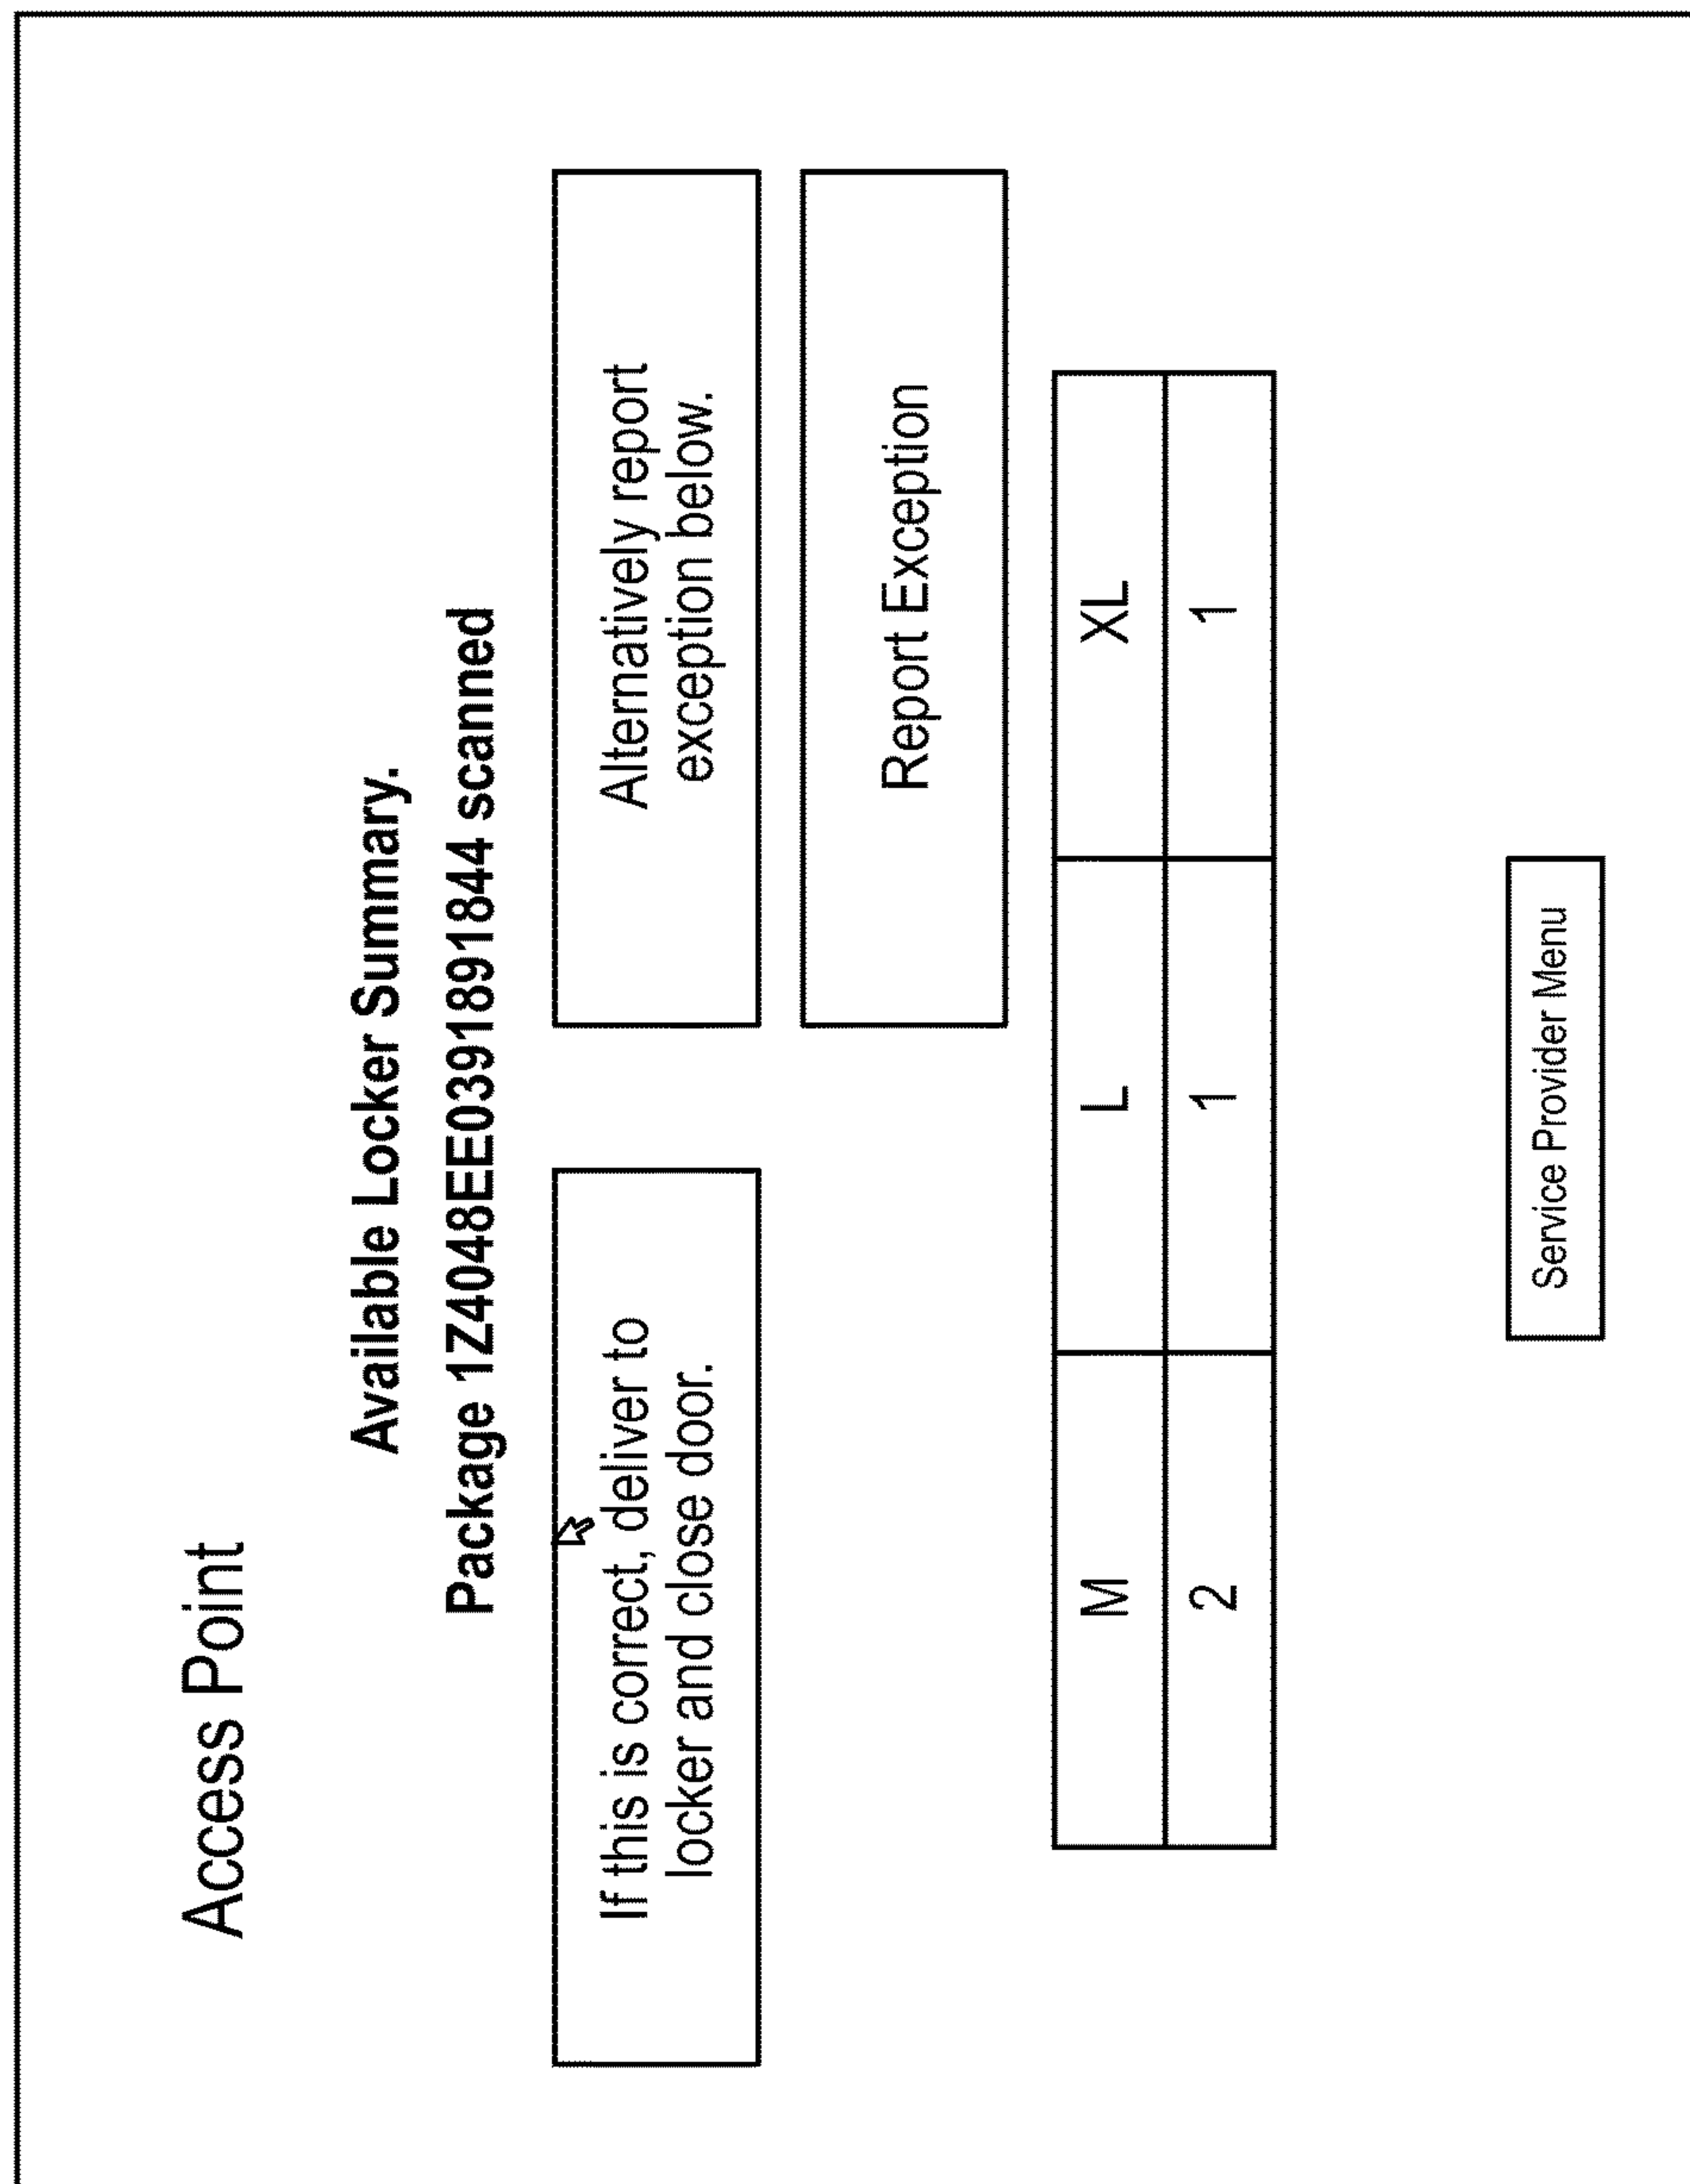 Access Point
Available Locker Summary.
Package 1Z4048EE0391891844 scanned
If this is correct, deliver to
locker and close door.
Alternatively report
exception below.
Report Exception
M L XL
2 1 1
Service Provider Menu